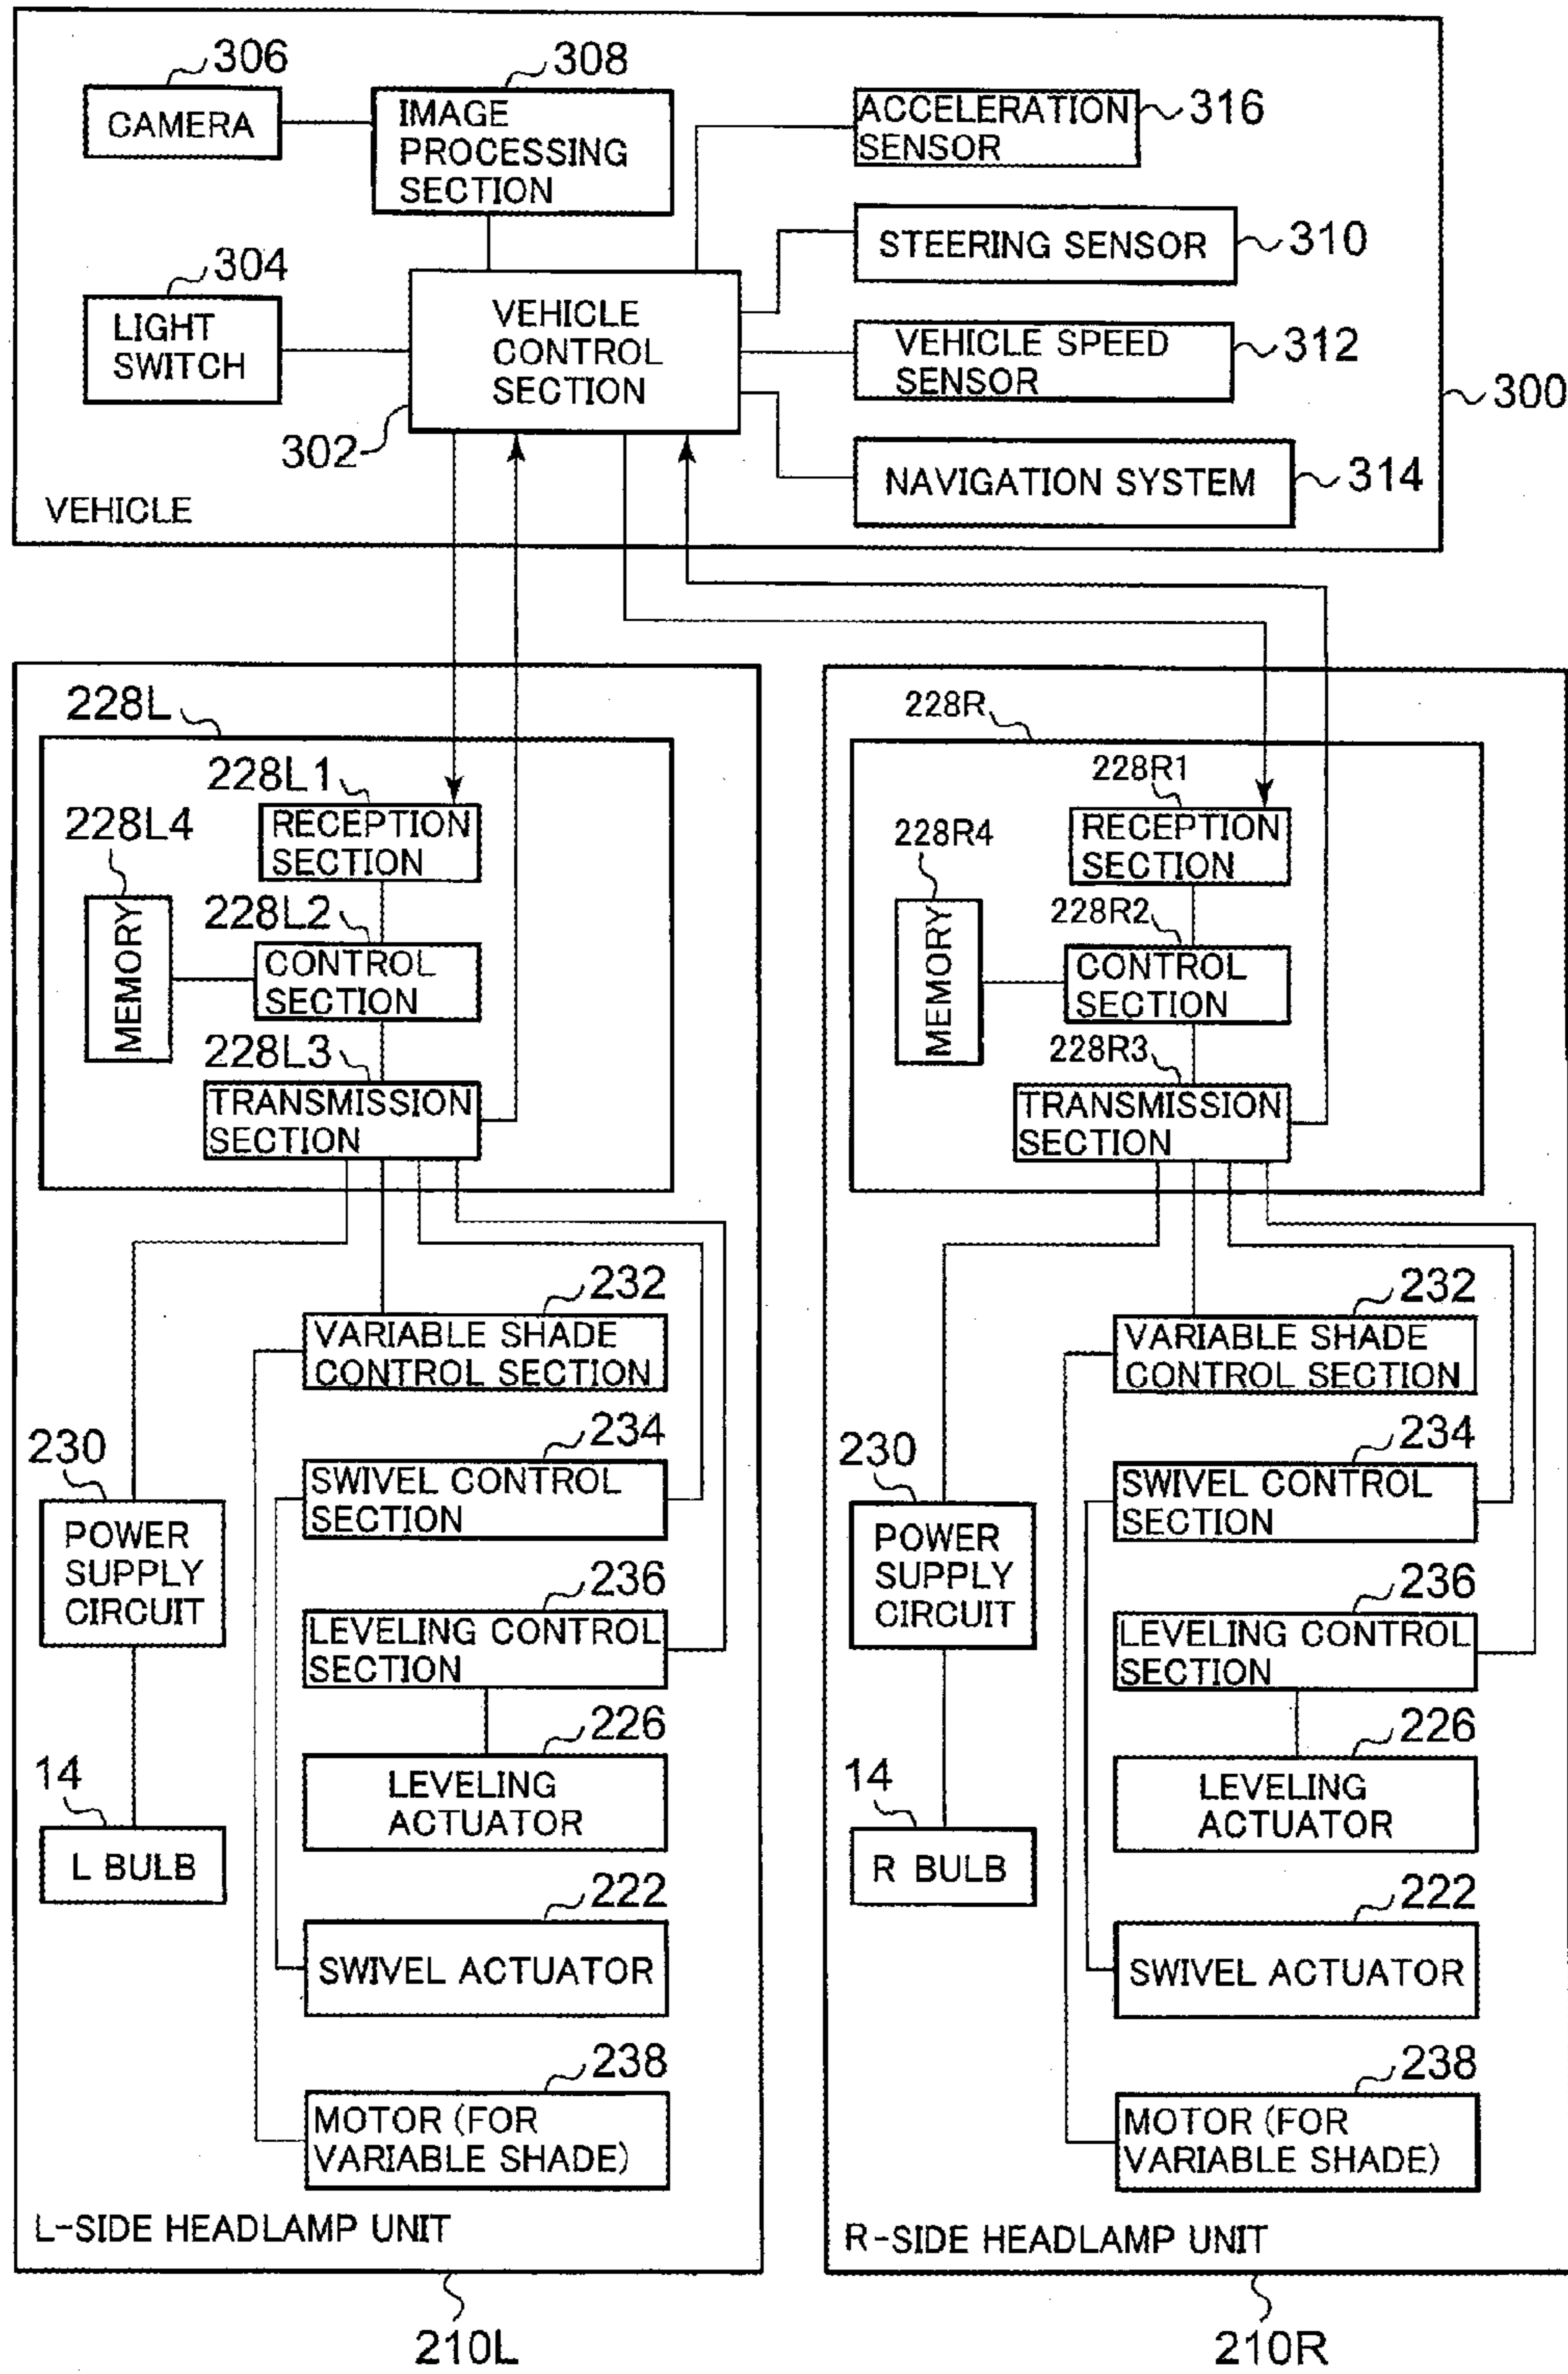 306
CAMERA
308
IMAGE
PROCESSING
SECTION
ACCELERATION
SENSOR
316
STEERING SENSOR
310
304
LIGHT
SWITCH
VEHICLE
CONTROL
SECTION
302
VEHICLE SPEED
SENSOR
312
300
NAVIGATION SYSTEM
314
VEHICLE
228L
228L1
RECEPTION
SECTION
228L4
MEMORY
228L2
CONTROL
SECTION
228L3
TRANSMISSION
SECTION
232
VARIABLE SHADE
CONTROL SECTION
234
SWIVEL CONTROL
SECTION
230
POWER
SUPPLY
CIRCUIT
236
LEVELING CONTROL
SECTION
226
LEVELING
ACTUATOR
14
L BULB
222
SWIVEL ACTUATOR
238
MOTOR (FOR
VARIABLE SHADE)
L-SIDE HEADLAMP UNIT
210L
228R
228R1
RECEPTION
SECTION
228R4
MEMORY
228R2
CONTROL
SECTION
228R3
TRANSMISSION
SECTION
232
VARIABLE SHADE
CONTROL SECTION
234
SWIVEL CONTROL
SECTION
230
POWER
SUPPLY
CIRCUIT
236
LEVELING CONTROL
SECTION
226
LEVELING
ACTUATOR
14
R BULB
222
SWIVEL ACTUATOR
238
MOTOR (FOR
VARIABLE SHADE)
R-SIDE HEADLAMP UNIT
210R